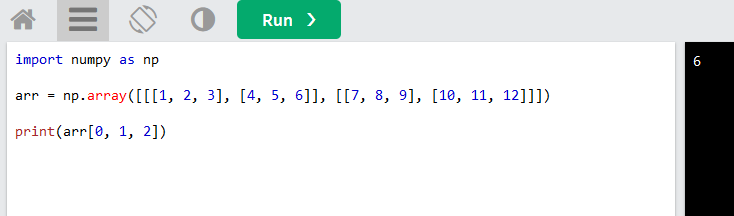 Run ❯
import numpy as np
arr = np.array([[[1, 2, 3], [4, 5, 6]], [[7, 8, 9], [10, 11, 12]]])
print(arr[0, 1, 2])
6